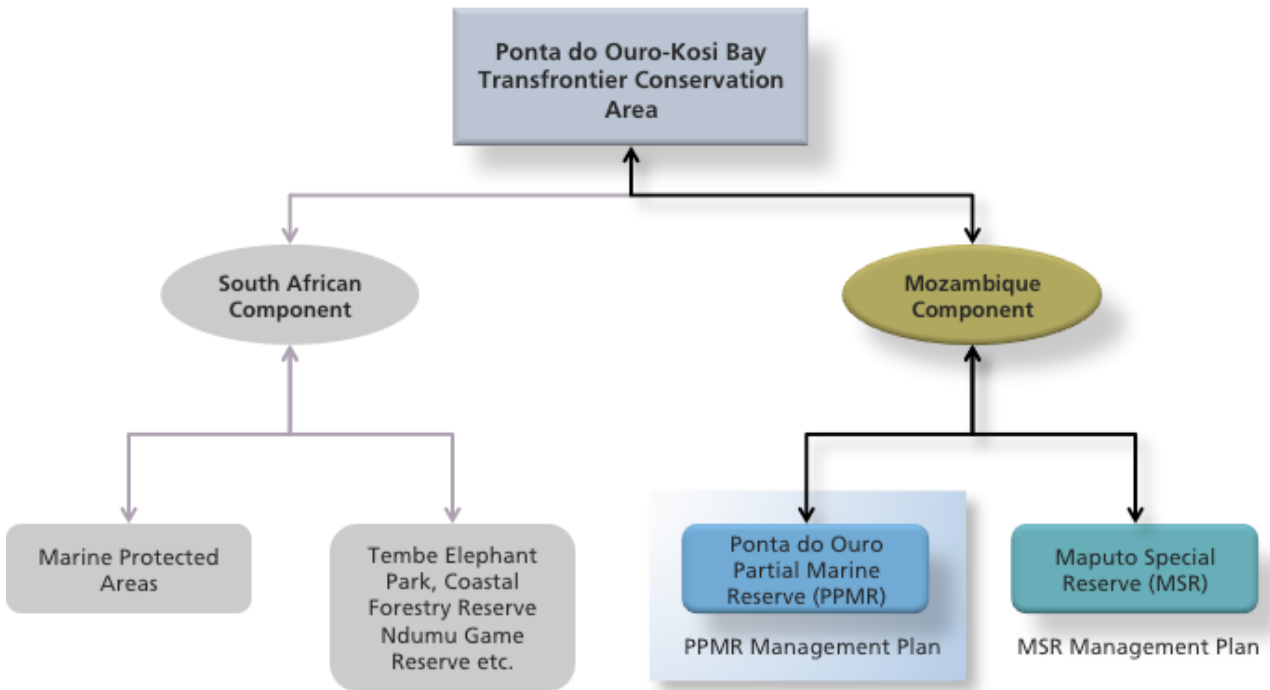 Ponta do Ouro-Kosi Bay
Transfrontier Conservation
Area
South African
Component
Mozambique
Component
Marine Protected
Areas
Tembe Elephant
Park, Coastal
Forestry Reserve
Ndumu Game
Reserve etc.
Ponta do Ouro
Partial Marine
Reserve (PPMR)
PPMR Management Plan
Maputo Special
Reserve (MSR)
MSR Management Plan